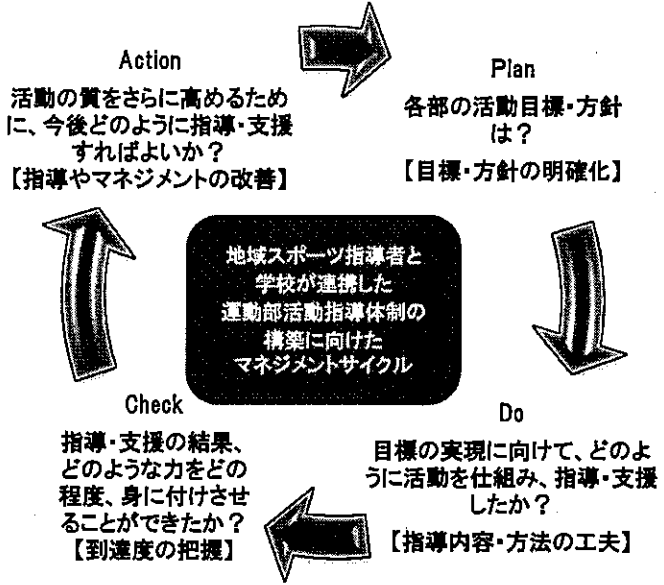 Action
活動の質をさらに高めるため
に、今後どのように指導・支援
すればよいか？
【指導やマネジメントの改善】
Plan
各部の活動目標・方針
は？
【目標・方針の明確化】
地域スポーツ指導者と
学校が連携した
運動部活動指導体制の
構築に向けた
マネジメントサイクル
Check
指導・支援の結果、
どのような力をどの
程度、身に付けさせ
ることができたか？
【到達度の把握】
Do
目標の実現に向けて、どのよ
うに活動を仕組み、指導・支援
したか？
【指導内容・方法の工夫】